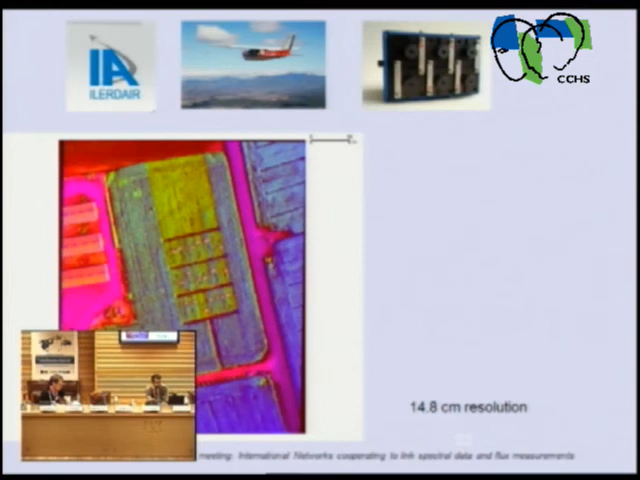 IA
ILERDAIR
CCHS
14.8 cm resolution
meeting: International Networks cooperating to link spectral data and flux measurements